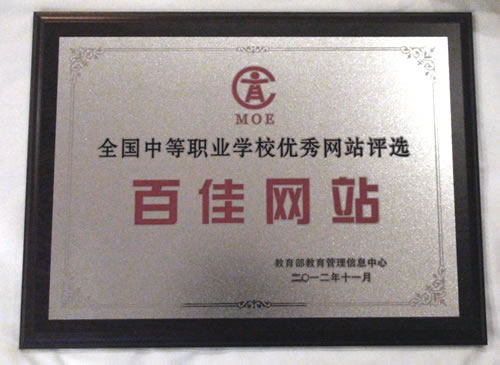 MOE
全国中等职业学校优秀网站评选
百佳网站
教育部教育管理信息中心
二〇一二年十一月